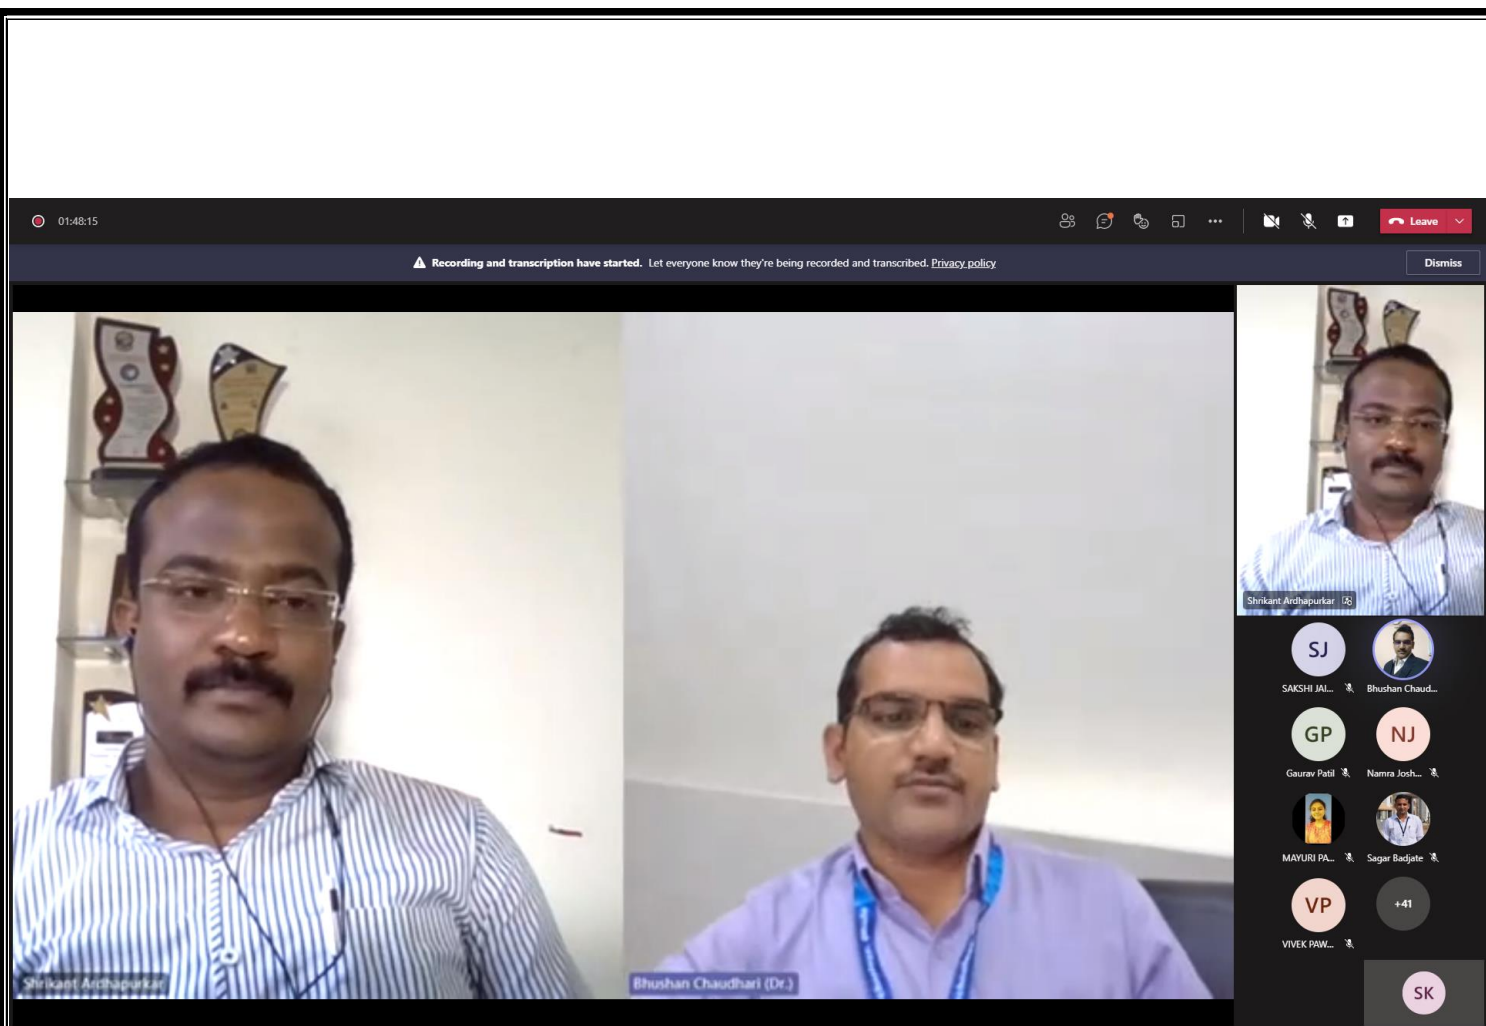 01:48:15
Leave
Recording and transcription have started. Let everyone know they're being recorded and transcribed. Privacy policy
Dismiss
Shrikant Ardhapurkar
Bhushan Chaudhari (Dr.)
Shrikant Ardhapurkar
SJ
SAKSHI JAI...
Bhushan Chaud...
GP
NJ
Gaurav Patil
Namra Josh...
MAYURI PA...
Sagar Badjate
VP
+41
VIVEK PAW...
SK